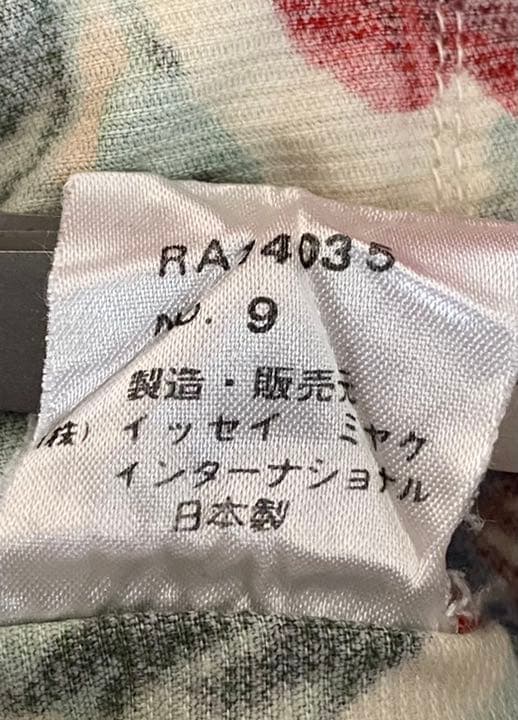 RA74035
NO. 9
製造・販売元
(株) イッセイ ミヤケ
インターナショナル
日本製